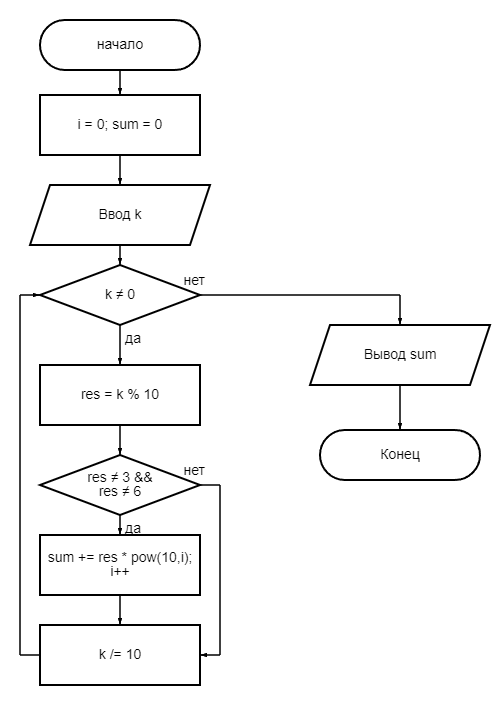 начало
i = 0; sum = 0
Ввод k
k ≠ 0
нет
да
Вывод sum
res = k % 10
Конец
res ≠ 3 &&
res ≠ 6
нет
да
sum += res * pow(10,i);
i++
k /= 10